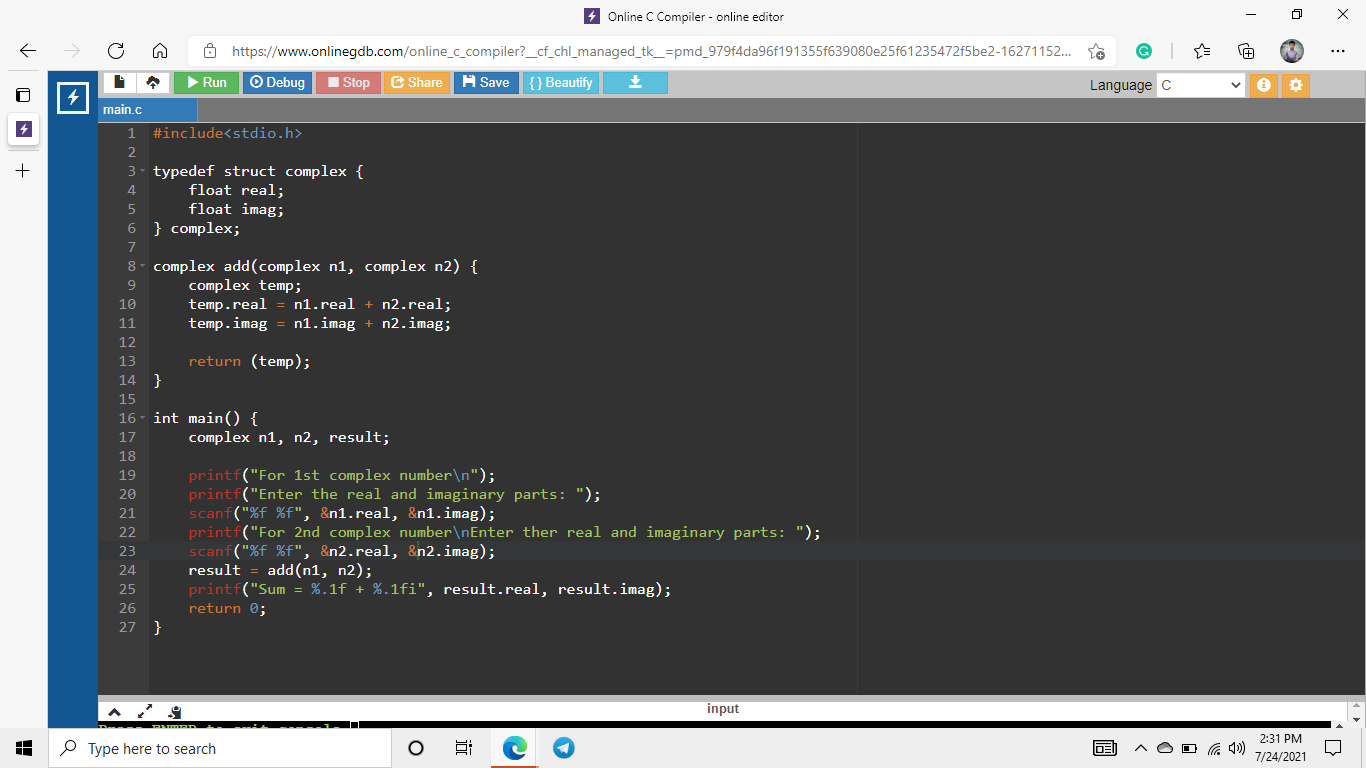 Online C Compiler - online editor
https://www.onlinegdb.com/online_c_compiler?__cf_chl_managed_tk__=pmd_979f4da96f191355f639080e25f61235472f5be2-16271152...
Run Debug Stop Share Save { } Beautify Language C
main.c
1 #include<stdio.h>
2
3 typedef struct complex {
4 float real;
5 float imag;
6 } complex;
7
8 complex add(complex n1, complex n2) {
9 complex temp;
10 temp.real = n1.real + n2.real;
11 temp.imag = n1.imag + n2.imag;
12
13 return (temp);
14 }
15
16 int main() {
17 complex n1, n2, result;
18
19 printf("For 1st complex number\n");
20 printf("Enter the real and imaginary parts: ");
21 scanf("%f %f", &n1.real, &n1.imag);
22 printf("For 2nd complex number\nEnter ther real and imaginary parts: ");
23 scanf("%f %f", &n2.real, &n2.imag);
24 result = add(n1, n2);
25 printf("Sum = %.1f + %.1fi", result.real, result.imag);
26 return 0;
27 }
input
Type here to search
2:31 PM
7/24/2021